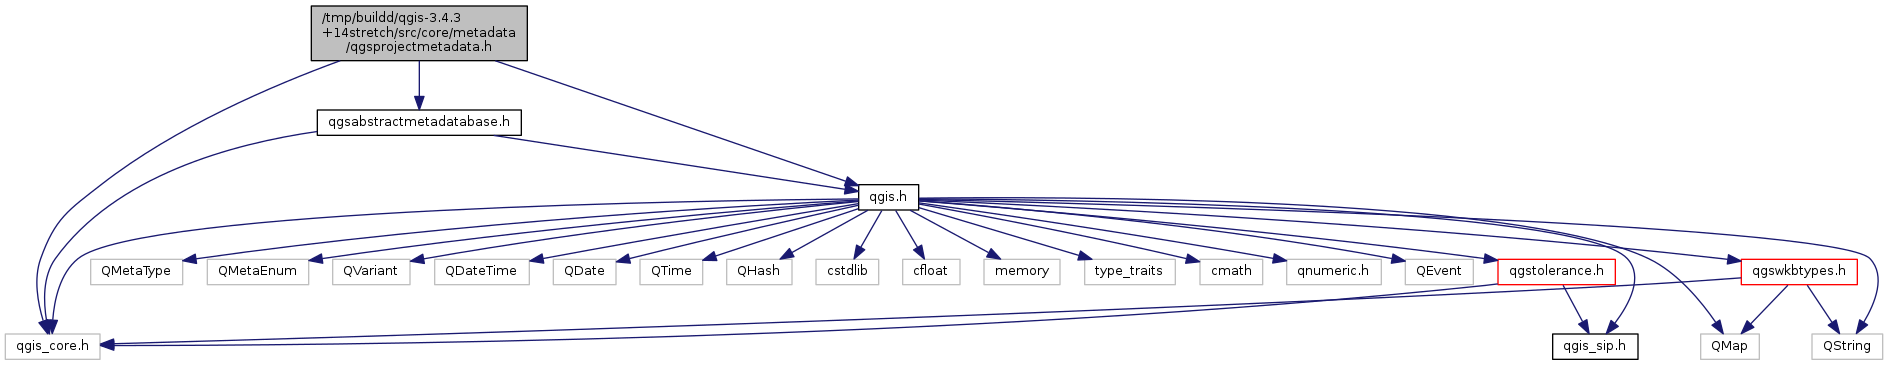 /tmp/buildd/qgis-3.4.3
+14stretch/src/core/metadata
/qgsprojectmetadata.h
qgsabstractmetadatabase.h
qgis.h
QMetaType
QMetaEnum
QVariant
QDateTime
QDate
QTime
QHash
cstdlib
cfloat
memory
type_traits
cmath
qnumeric.h
QEvent
qgstolerance.h
qgswkbtypes.h
qgis_core.h
qgis_sip.h
QMap
QString